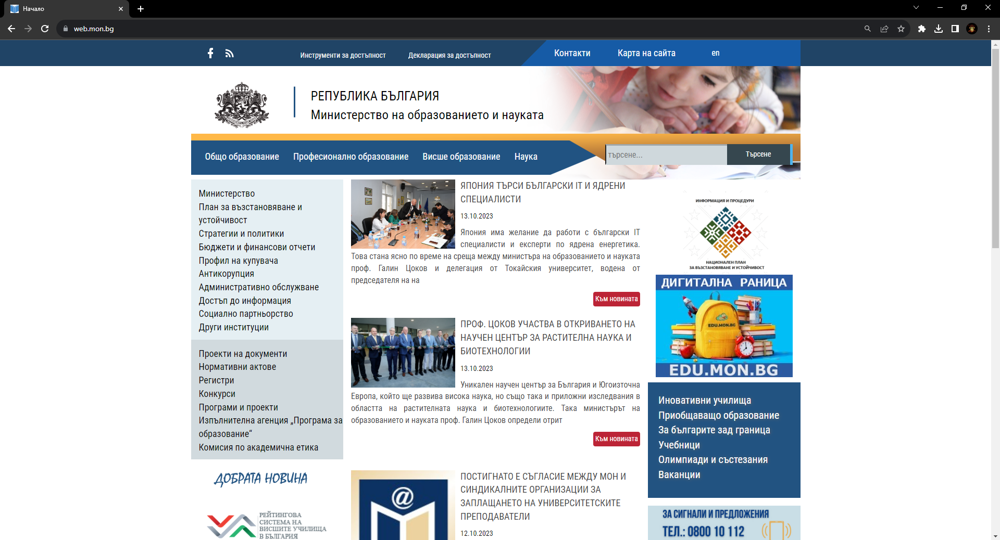 Начало
web.mon.bg
Инструменти за достъпност
Декларация за достъпност
Контакти
Карта на сайта
en
РЕПУБЛИКА БЪЛГАРИЯ
Министерство на образованието и науката
Общо образование
Професионално образование
Висше образование
Наука
търсене...
Търсене
Министерство
План за възстановяване и
устойчивост
Стратегии и политики
Бюджети и финансови отчети
Профил на купувача
Антикорупция
Административно обслужване
Достъп до информация
Социално партньорство
Други институции
Проекти на документи
Нормативни актове
Регистри
Конкурси
Програми и проекти
Изпълнителна агенция „Програма за
образование“
Комисия по академична етика
ДОБРАТА НОВИНА
РЕЙТИНГОВА
СИСТЕМА НА
ВИСШИТЕ УЧИЛИЩА
В БЪЛГАРИЯ
ЯПОНИЯ ТЪРСИ БЪЛГАРСКИ IT И ЯДРЕНИ
СПЕЦИАЛИСТИ
13.10.2023
Япония има желание да работи с български IT
специалисти и експерти по ядрена енергетика.
Това стана ясно по време на среща между министъра на образованието и науката
проф. Галин Цоков и делегация от Токайския университет, водена от
председателя на на
Към новината
ПРОФ. ЦОКОВ УЧАСТВА В ОТКРИВАНЕТО НА
НАУЧЕН ЦЕНТЪР ЗА РАСТИТЕЛНА НАУКА И
БИОТЕХНОЛОГИИ
13.10.2023
Уникален научен център за България и Югоизточна
Европа, който ще развива висока наука, но също така и приложни изследвания в
областта на растителната наука и биотехнологиите. Така министърът на
образованието и науката проф. Галин Цоков определи отрит
Към новината
ПОСТИГНАТО Е СЪГЛАСИЕ МЕЖДУ МОН И
СИНДИКАЛНИТЕ ОРГАНИЗАЦИИ ЗА
ЗАПЛАЩАНЕТО НА УНИВЕРСИТЕТСКИТЕ
ПРЕПОДАВАТЕЛИ
12.10.2023
ИНФОРМАЦИЯ И ПРОЦЕДУРИ
НАЦИОНАЛЕН ПЛАН
ЗА ВЪЗСТАНОВЯВАНЕ И УСТОЙЧИВОСТ
ДИГИТАЛНА РАНИЦА
EDU.MON.BG
EDU.MON.BG
Иновативни училища
Приобщаващо образование
За българите зад граница
Учебници
Олимпиади и състезания
Ваканции
ЗА СИГНАЛИ И ПРЕДЛОЖЕНИЯ
ТЕЛ.: 0800 10 112